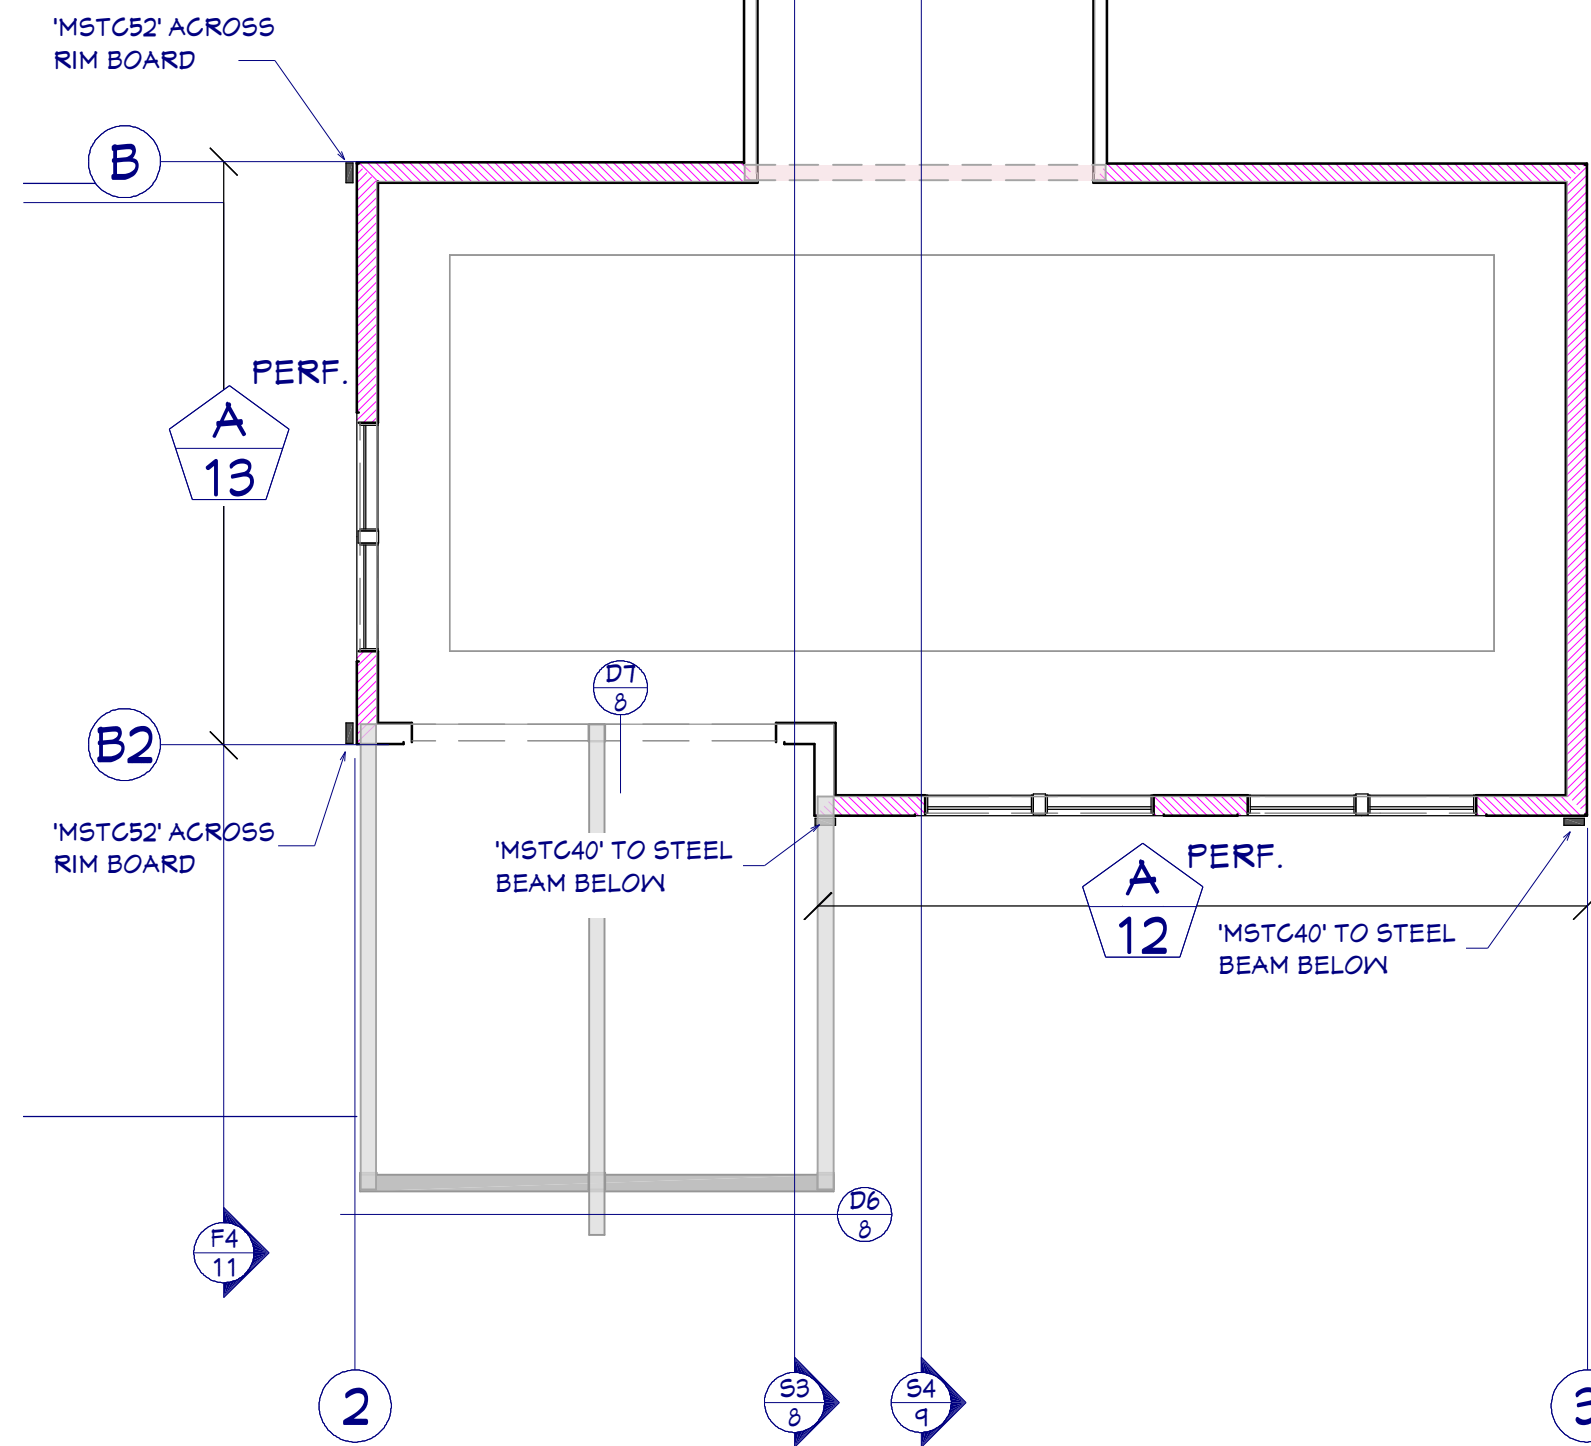 'MSTC52' ACROSS
RIM BOARD
B
PERF.
A
13
D7
8
B2
'MSTC52' ACROSS
RIM BOARD
'MSTC40' TO STEEL
BEAM BELOW
PERF.
A
12
'MSTC40' TO STEEL
BEAM BELOW
D6
8
F4
11
2
S3
8
S4
9
3